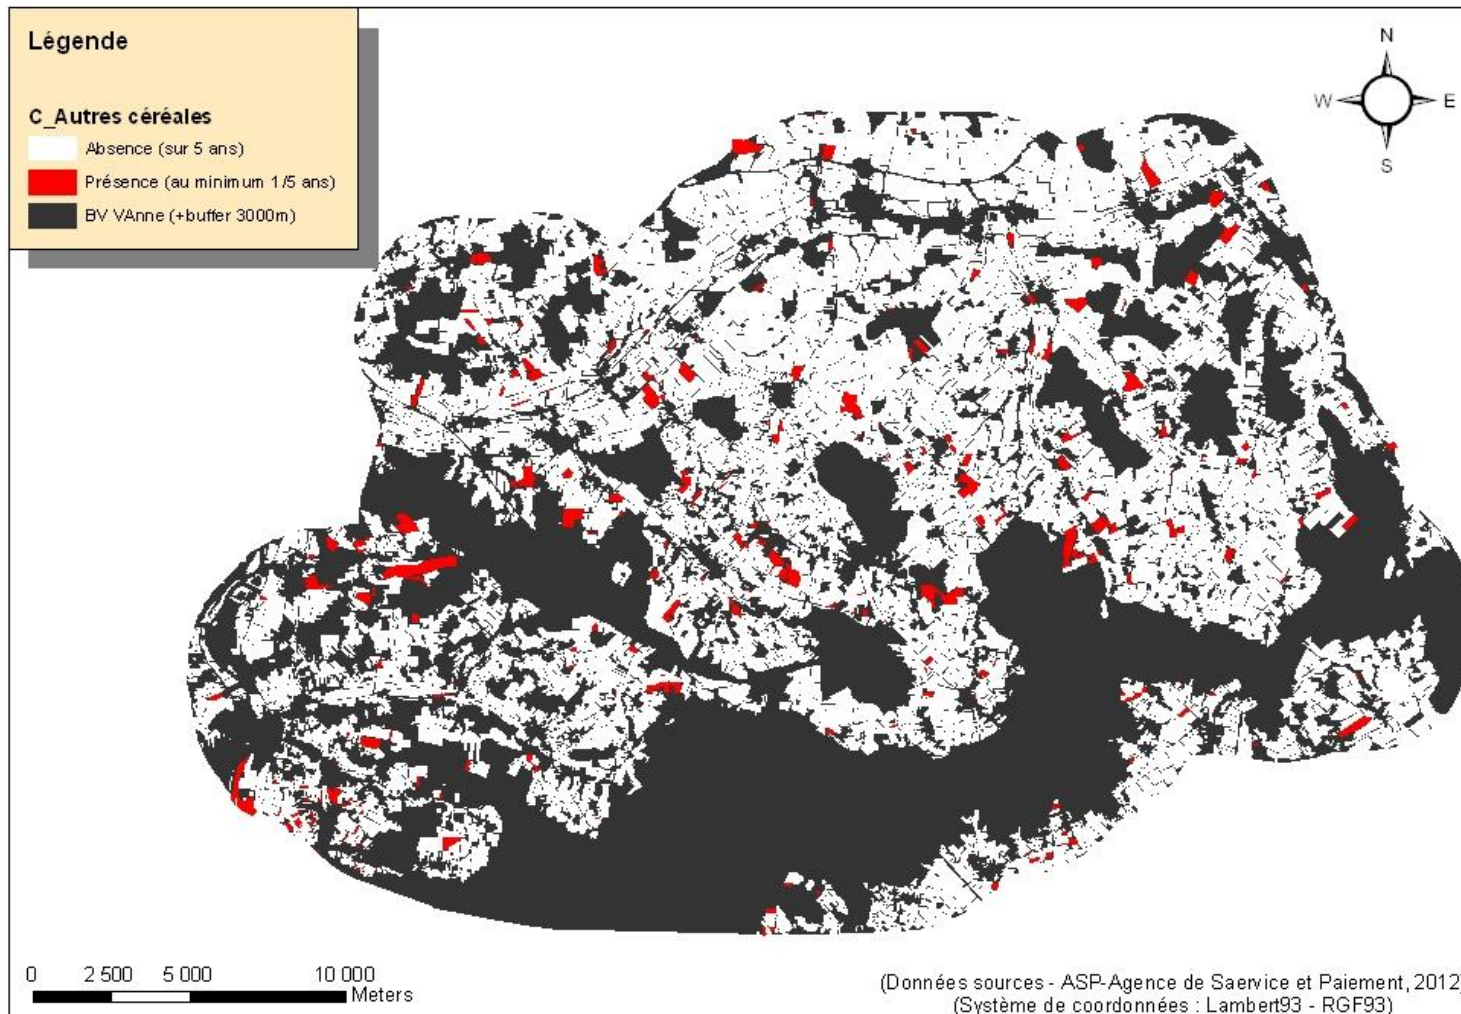 Légende
C_Autres céréales
Absence (sur 5 ans)
Présence (au minimum 1/5 ans)
BV VAnne (+buffer 3000m)
N
W
E
S
0 2 500 5 000 10 000
Meters
(Données sources - ASP-Agence de Saervice et Paiement, 2012)
(Système de coordonnées : Lambert93 - RGF93)